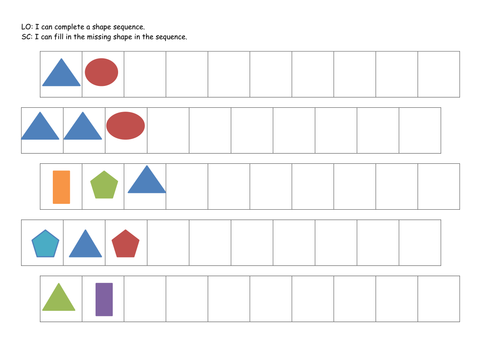 LO: I can complete a shape sequence.
SC: I can fill in the missing shape in the sequence.